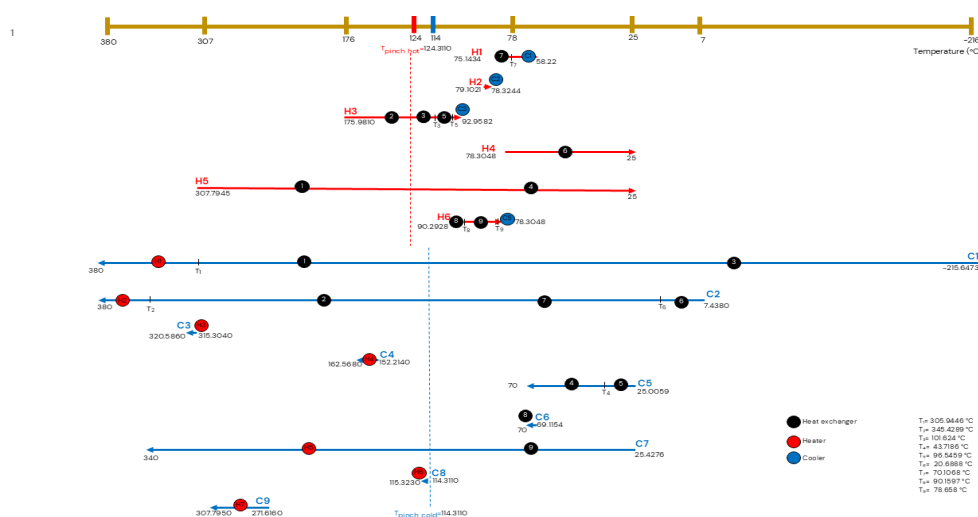 1
380
307
176
124
114
78
25
7
-216
Temperature (°C)
Tpinch hot=124.3110
H1
75.1434
7
T7
58.22
H2
79.1021
78.3244
H3
175.9810
2
3
5
T3
T5
92.9582
H4
78.3048
6
25
H5
307.7945
1
4
25
H6
90.2928
8
9
T8
T9
78.3048
C1
380
T1
1
3
-215.6473
C2
380
T2
2
7
T6
6
7.4380
C3
320.5860
315.3040
C4
162.5680
152.2140
C5
70
4
T4
5
25.0059
8
C6
70
69.1154
C7
340
9
25.4276
C8
115.3230
114.3110
C9
307.7950
271.6160
Tpinch cold=114.3110
Heat exchanger
Heater
Cooler
T1= 305.9446 °C
T2= 345.4289 °C
T3= 101.624 °C
T4= 43.7186 °C
T5= 96.5459 °C
T6= 20.6888 °C
T7= 70.1068 °C
T8= 90.1597 °C
T9= 78.658 °C